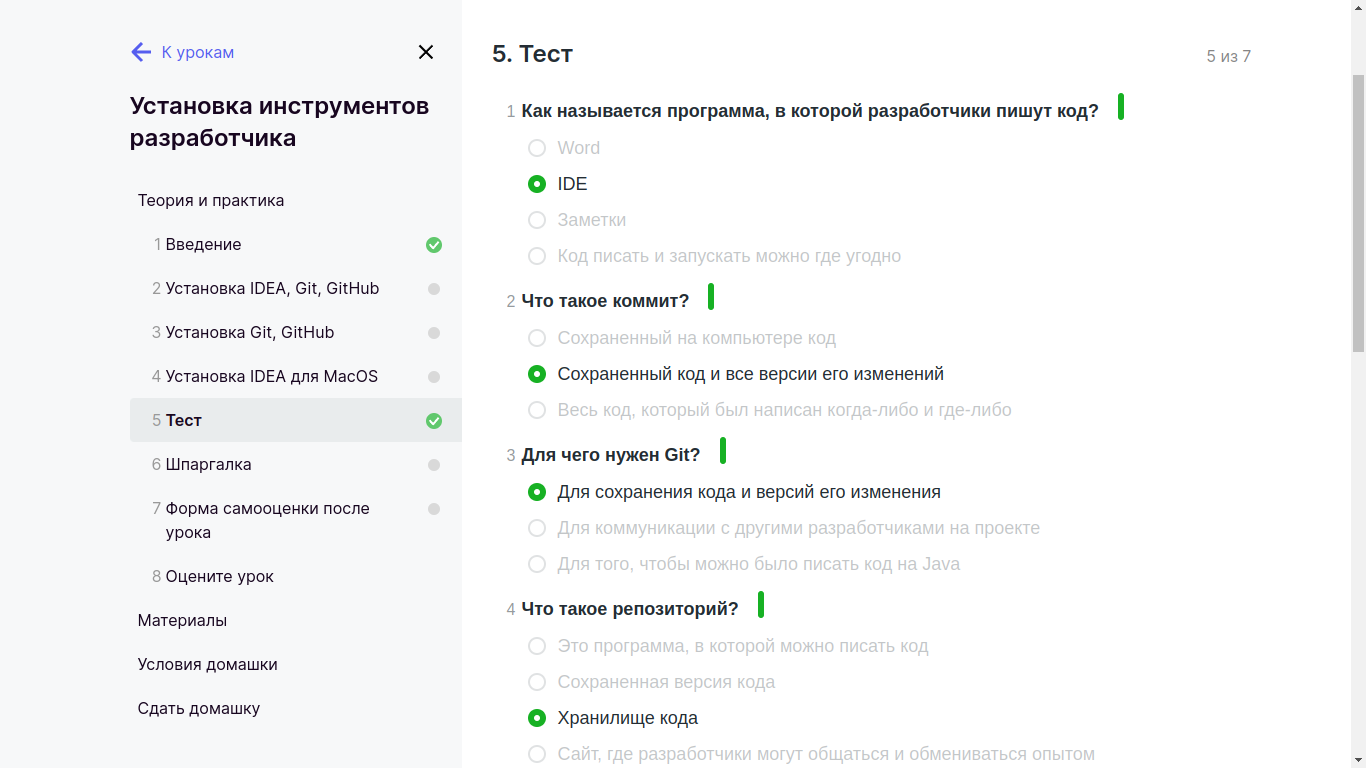 К урокам
Установка инструментов
разработчика
Теория и практика
1 Введение
2 Установка IDEA, Git, GitHub
3 Установка Git, GitHub
4 Установка IDEA для MacOS
5 Тест
6 Шпаргалка
7 Форма самооценки после
урока
8 Оцените урок
Материалы
Условия домашки
Сдать домашку
5. Тест
5 из 7
1 Как называется программа, в которой разработчики пишут код?
Word
IDE
Заметки
Код писать и запускать можно где угодно
2 Что такое коммит?
Сохраненный на компьютере код
Сохраненный код и все версии его изменений
Весь код, который был написан когда-либо и где-либо
3 Для чего нужен Git?
Для сохранения кода и версий его изменения
Для коммуникации с другими разработчиками на проекте
Для того, чтобы можно было писать код на Java
4 Что такое репозиторий?
Это программа, в которой можно писать код
Сохраненная версия кода
Хранилище кода
Сайт, где разработчики могут общаться и обмениваться опытом